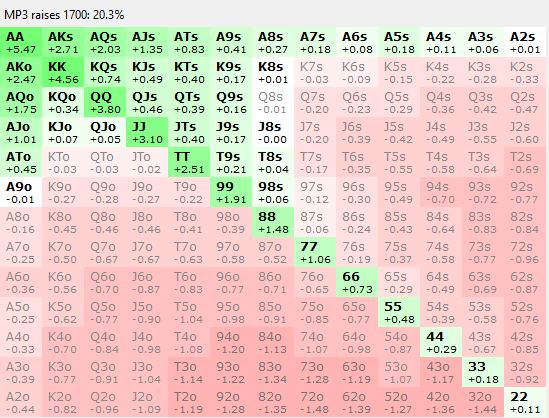 MP3 raises 1700: 20.3%
AA AKs AQs AJs ATs A9s A8s A7s A6s A5s A4s A3s A2s
+5.47 +2.71 +2.03 +1.35 +0.83 +0.41 +0.27 +0.18 +0.08 +0.18 +0.11 +0.06 +0.01
AKo KK KQs KJs KTs K9s K8s K7s K6s K5s K4s K3s K2s
+2.47 +4.56 +0.74 +0.49 +0.40 +0.17 +0.01 -0.03 -0.09 -0.15 -0.22 -0.28 -0.33
AQo KQo QQ QJs QTs Q9s Q8s Q7s Q6s Q5s Q4s Q3s Q2s
+1.75 +0.34 +3.80 +0.46 +0.39 +0.16 -0.01 -0.20 -0.23 -0.29 -0.36 -0.42 -0.47
AJo KJo QJo JJ JTs J9s J8s J7s J6s J5s J4s J3s J2s
+1.01 +0.07 +0.05 +3.10 +0.40 +0.17 -0.00 -0.20 -0.39 -0.42 -0.49 -0.55 -0.60
ATo KTo QTo JTo TT T9s T8s T7s T6s T5s T4s T3s T2s
+0.45 -0.03 -0.03 -0.02 +2.51 +0.21 +0.04 -0.17 -0.35 -0.55 -0.58 -0.64 -0.69
A9o K9o Q9o J9o T9o 99 98s 97s 96s 95s 94s 93s 92s
-0.01 -0.27 -0.28 -0.27 -0.22 +1.91 +0.06 -0.12 -0.30 -0.49 -0.70 -0.72 -0.77
A8o K8o Q8o J8o T8o 98o 88 87s 86s 85s 84s 83s 82s
-0.16 -0.45 -0.48 -0.46 -0.41 -0.39 +1.48 -0.06 -0.24 -0.43 -0.64 -0.83 -0.84
A7o K7o Q7o J7o T7o 97o 87o 77 76s 75s 74s 73s 72s
-0.25 -0.50 -0.67 -0.67 -0.63 -0.58 -0.52 +1.06 -0.19 -0.37 -0.58 -0.77 -0.96
A6o K6o Q6o J6o T6o 96o 86o 76o 66 65s 64s 63s 62s
-0.36 -0.56 -0.70 -0.87 -0.83 -0.77 -0.71 -0.65 +0.73 -0.29 -0.49 -0.69 -0.87
A5o K5o Q5o J5o T5o 95o 85o 75o 65o 55 54s 53s 52s
-0.25 -0.62 -0.77 -0.90 -1.04 -0.98 -0.91 -0.85 -0.77 +0.48 -0.39 -0.58 -0.76
A4o K4o Q4o J4o T4o 94o 84o 74o 64o 54o 44 43s 42s
-0.33 -0.70 -0.84 -0.98 -1.08 -1.20 -1.13 -1.07 -0.98 -0.87 +0.29 -0.67 -0.85
A3o K3o Q3o J3o T3o 93o 83o 73o 63o 53o 43o 33 32s
-0.39 -0.77 -0.91 -1.04 -1.14 -1.22 -1.34 -1.28 -1.19 -1.07 -1.17 +0.18 -0.92
A2o K2o Q2o J2o T2o 92o 82o 72o 62o 52o 42o 32o 22
-0.44 -0.82 -0.96 -1.09 -1.19 -1.28 -1.35 -1.48 -1.39 -1.27 -1.36 -1.44 +0.11